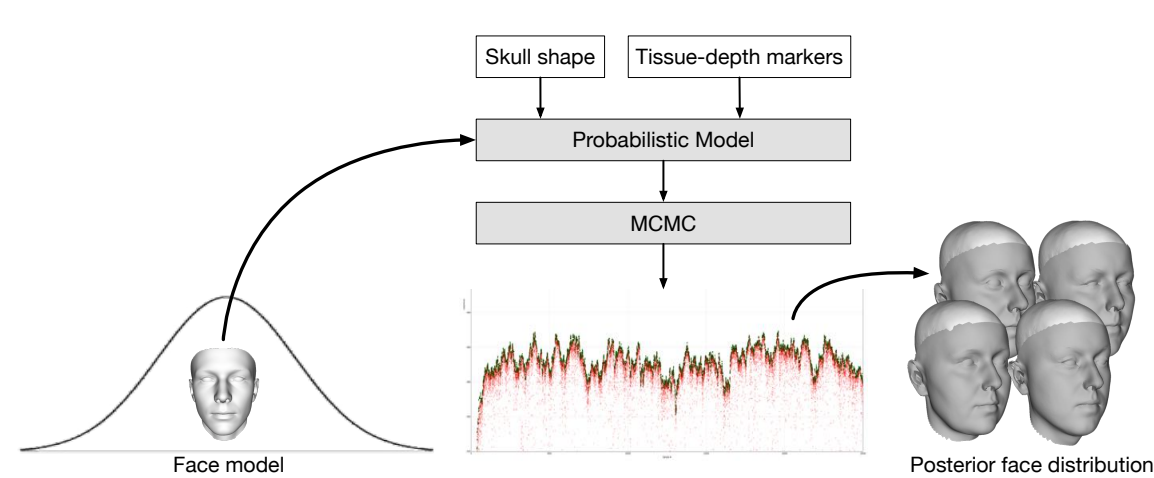 Skull shape
Tissue-depth markers
Probabilistic Model
MCMC
Face model
Posterior face distribution